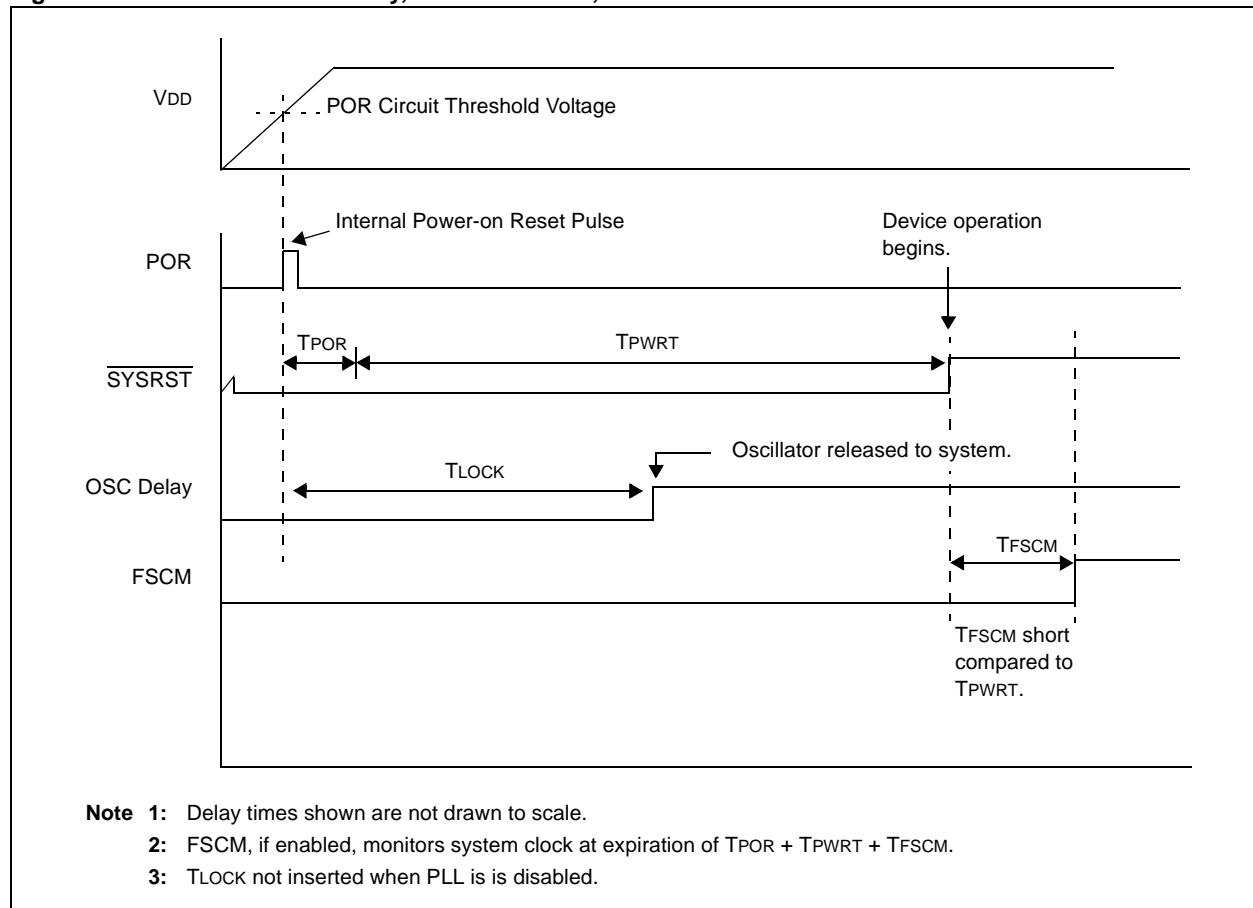 VDD
POR Circuit Threshold Voltage
Internal Power-on Reset Pulse
Device operation
begins.
POR
TPOR
TPWRT
SYSRST
Oscillator released to system.
TLOCK
OSC Delay
TFSCM
FSCM
TFSCM short
compared to
TPWRT.
Note 1: Delay times shown are not drawn to scale.
2: FSCM, if enabled, monitors system clock at expiration of TPOR + TPWRT + TFSCM.
3: TLOCK not inserted when PLL is is disabled.